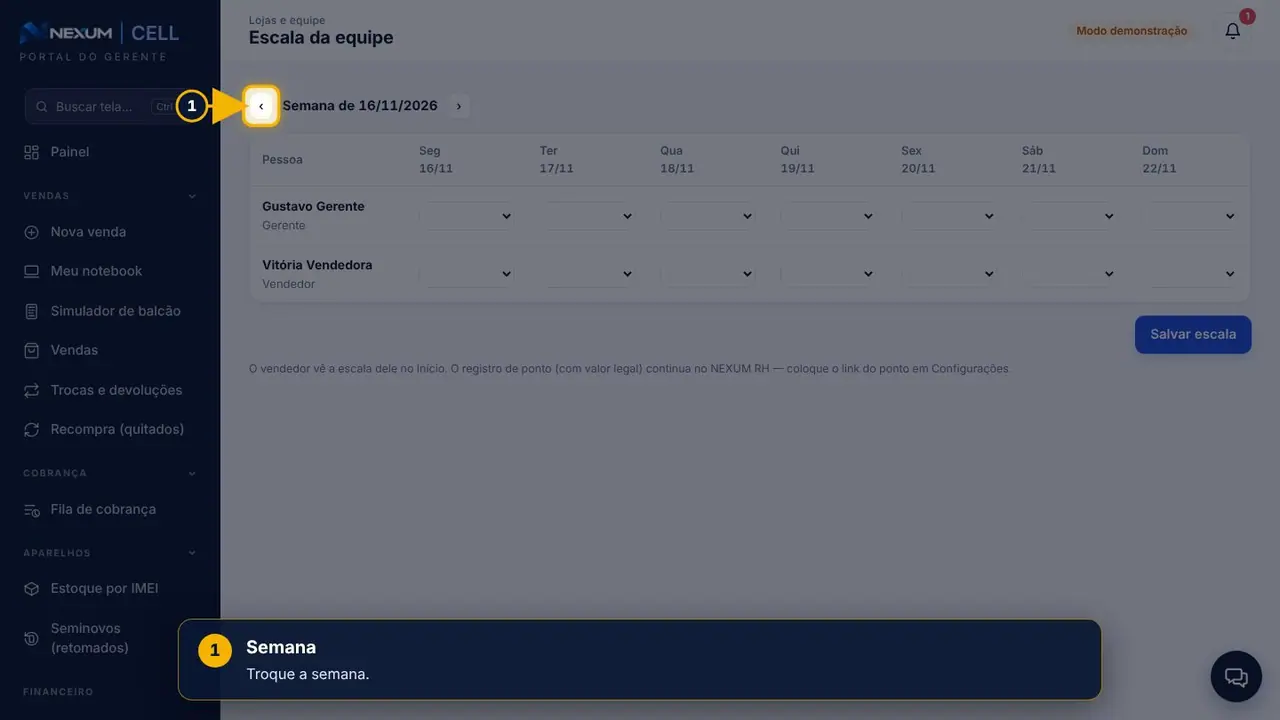 NEXUM | CELL
PORTAL DO GERENTE
Buscar tela... Ctrl
Painel
VENDAS
Nova venda
Meu notebook
Simulador de balcão
Vendas
Trocas e devoluções
Recompra (quitados)
COBRANÇA
Fila de cobrança
APARELHOS
Estoque por IMEI
Seminovos
(retomados)
FINANCEIRO
Lojas e equipe
Escala da equipe
Modo demonstração
1
1
‹ Semana de 16/11/2026 ›
Pessoa
Seg
16/11
Ter
17/11
Qua
18/11
Qui
19/11
Sex
20/11
Sáb
21/11
Dom
22/11
Gustavo Gerente
Gerente
Vitória Vendedora
Vendedor
Salvar escala
O vendedor vê a escala dele no Início. O registro de ponto (com valor legal) continua no NEXUM RH — coloque o link do ponto em Configurações.
1
Semana
Troque a semana.